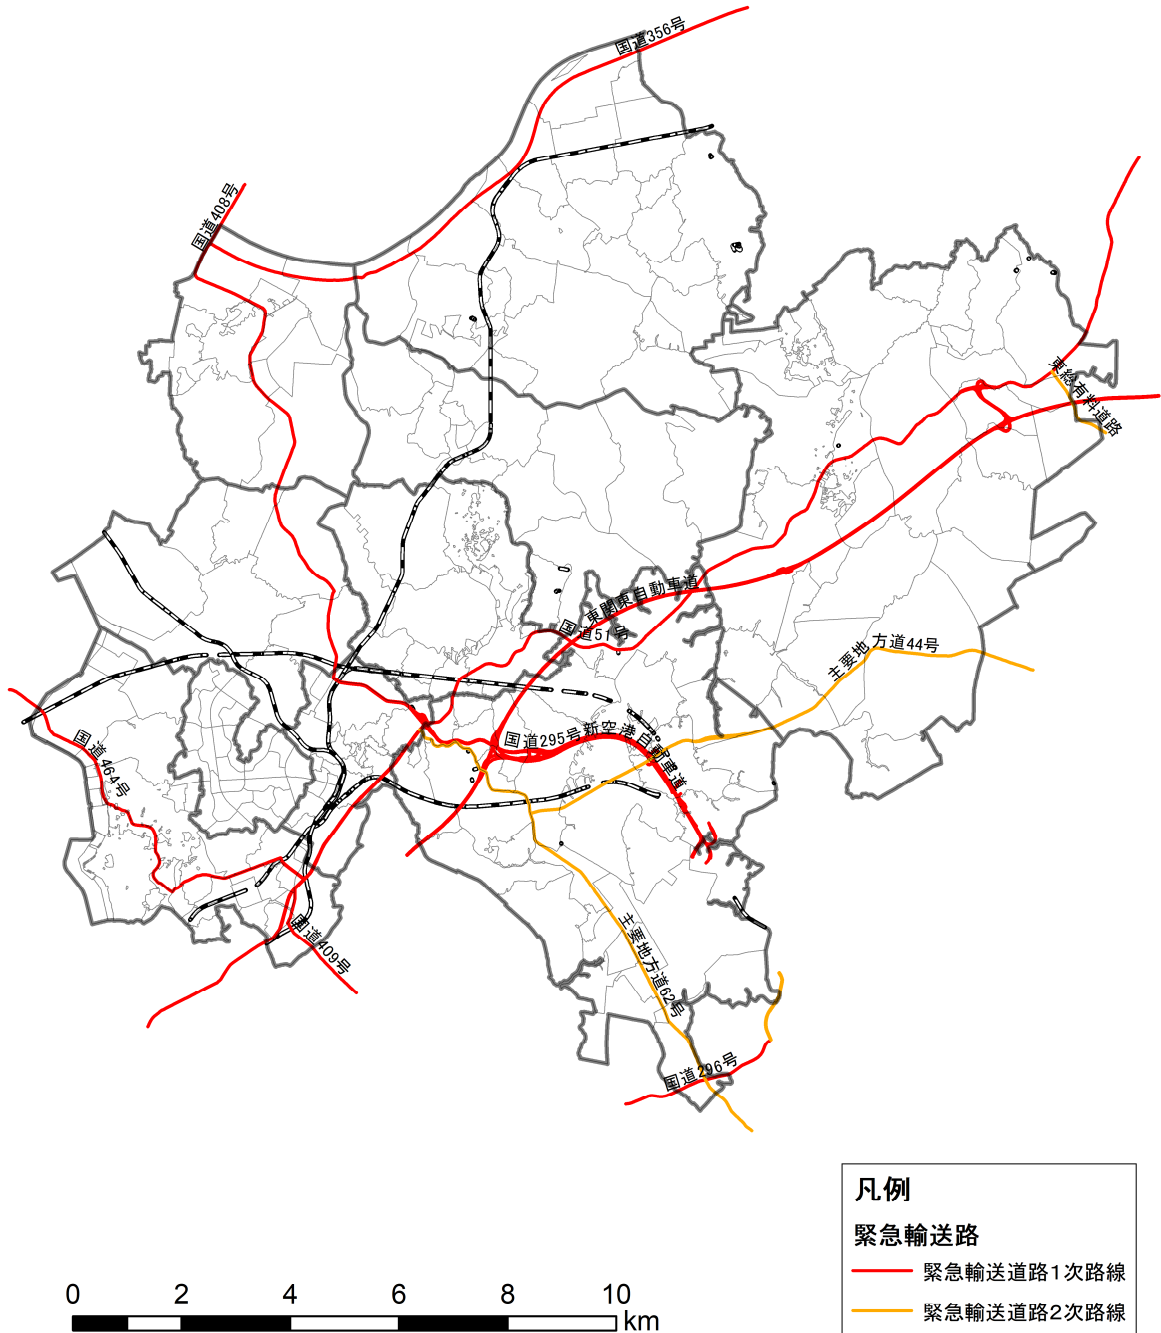 国道356号
国道408号
東総有料道路
東関東自動車道
国道51号
主要地方道44号
国道295号
新空港自動車道
国道464号
国道409号
主要地方道62号
国道296号
凡例
緊急輸送路
緊急輸送道路1次路線
緊急輸送道路2次路線
0 2 4 6 8 10
km